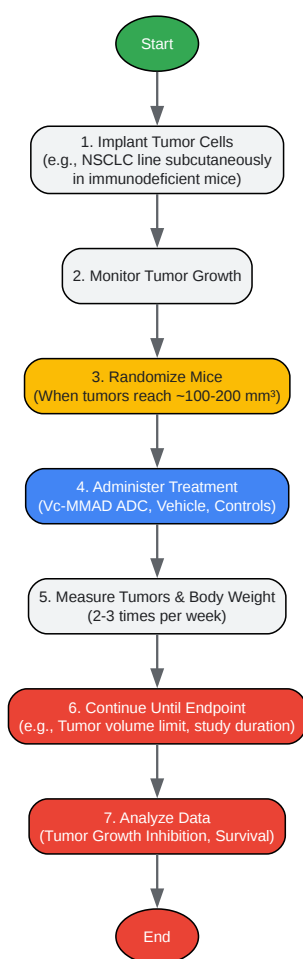 Start
1. Implant Tumor Cells
(e.g., NSCLC line subcutaneously
in immunodeficient mice)
2. Monitor Tumor Growth
3. Randomize Mice
(When tumors reach ~100-200 mm³)
4. Administer Treatment
(Vc-MMAD ADC, Vehicle, Controls)
5. Measure Tumors & Body Weight
(2-3 times per week)
6. Continue Until Endpoint
(e.g., Tumor volume limit, study duration)
7. Analyze Data
(Tumor Growth Inhibition, Survival)
End